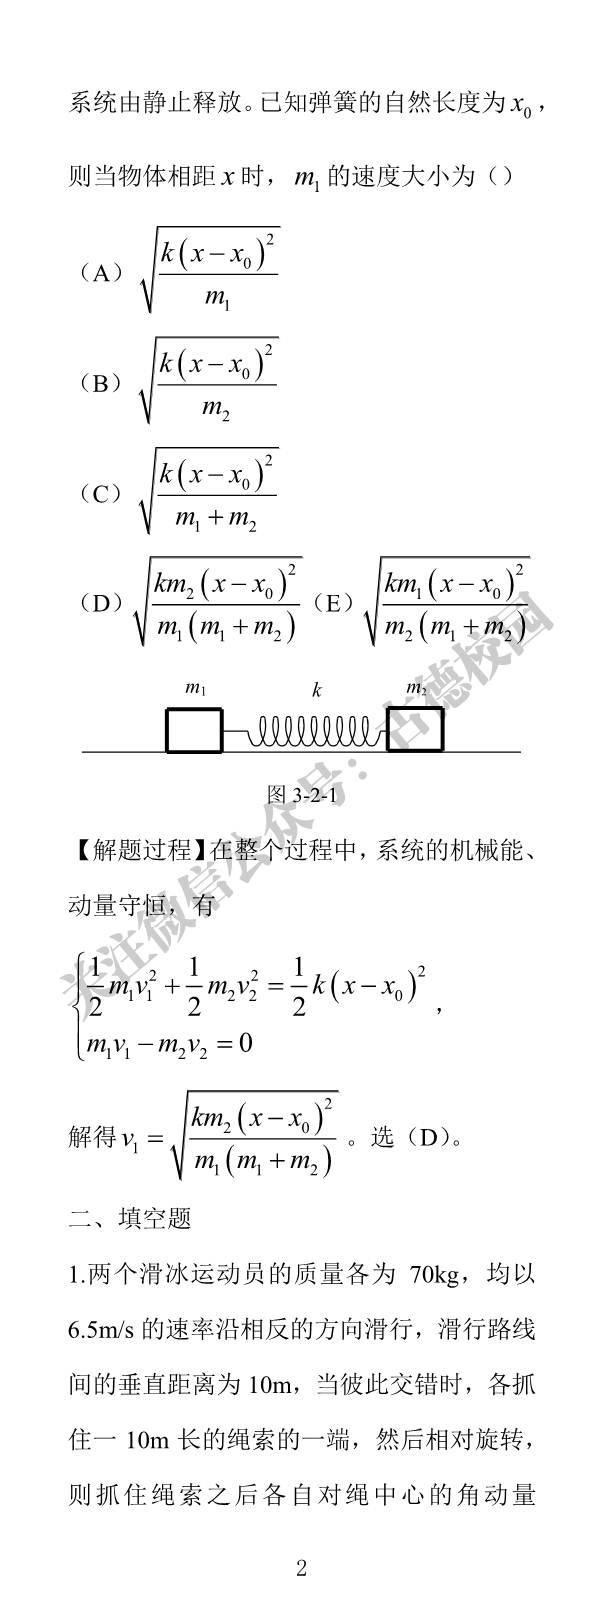 系统由静止释放。已知弹簧的自然长度为 $x_0$，
则当物体相距 $x$ 时， $m_1$ 的速度大小为（）
（A） $\sqrt{\frac{k(x-x_0)^2}{m_1}}$
（B） $\sqrt{\frac{k(x-x_0)^2}{m_2}}$
（C） $\sqrt{\frac{k(x-x_0)^2}{m_1+m_2}}$
（D） $\sqrt{\frac{km_2(x-x_0)^2}{m_1(m_1+m_2)}}$ （E） $\sqrt{\frac{km_1(x-x_0)^2}{m_2(m_1+m_2)}}$
$m_1$ $k$ $m_2$
图 3-2-1
【解题过程】在整个过程中，系统的机械能、
动量守恒，有
$\begin{cases} \frac{1}{2}m_1v_1^2+\frac{1}{2}m_2v_2^2=\frac{1}{2}k(x-x_0)^2 \\ m_1v_1-m_2v_2=0 \end{cases}$，
解得 $v_1=\sqrt{\frac{km_2(x-x_0)^2}{m_1(m_1+m_2)}}$ 。选（D）。
二、填空题
1.两个滑冰运动员的质量各为 70kg，均以
6.5m/s 的速率沿相反的方向滑行，滑行路线
间的垂直距离为 10m，当彼此交错时，各抓
住一 10m 长的绳索的一端，然后相对旋转，
则抓住绳索之后各自对绳中心的角动量
2
关注微信公众号：古德校园